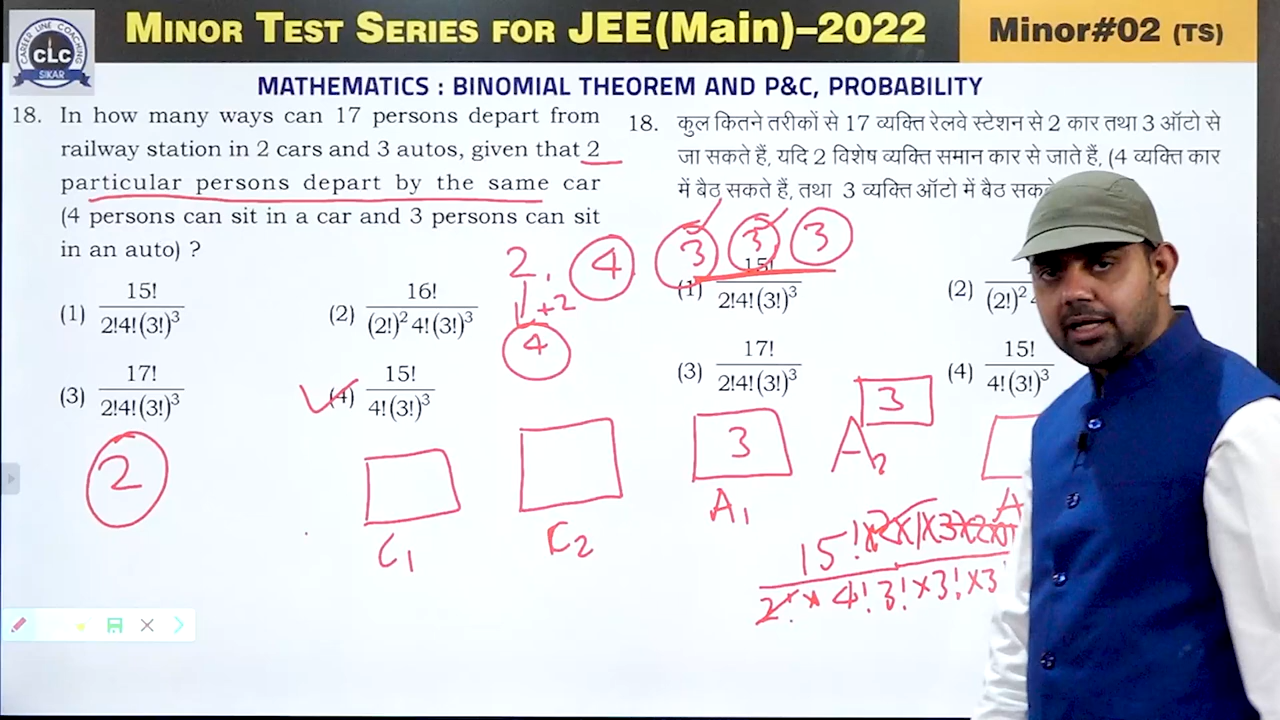 CAREER LINE COACHING
CLC
SIKAR
MINOR TEST SERIES FOR JEE(MAIN)–2022
Minor#02 (TS)
MATHEMATICS : BINOMIAL THEOREM AND P&C, PROBABILITY
18. In how many ways can 17 persons depart from
railway station in 2 cars and 3 autos, given that 2
particular persons depart by the same car
(4 persons can sit in a car and 3 persons can sit
in an auto) ?
(1) 15!/2!4!(3!)³
(2) 16!/(2!)²4!(3!)³
(3) 17!/2!4!(3!)³
(4) 15!/4!(3!)³
18. कुल कितने तरीकों से 17 व्यक्ति रेलवे स्टेशन से 2 कार तथा 3 ऑटो से
जा सकते हैं, यदि 2 विशेष व्यक्ति समान कार से जाते हैं, (4 व्यक्ति कार
में बैठ सकते हैं, तथा 3 व्यक्ति ऑटो में बैठ
(1) 15!/2!4!(3!)³
(2) (2!)²
(3) 17!/2!4!(3!)³
(4) 15!/4!(3!)³
2, 4 3 3 3
+2
4
2
C₁
C₂
3
A₁
3
A₂
A
15!×2×1×3×2×
2!×4!3!×3!×3